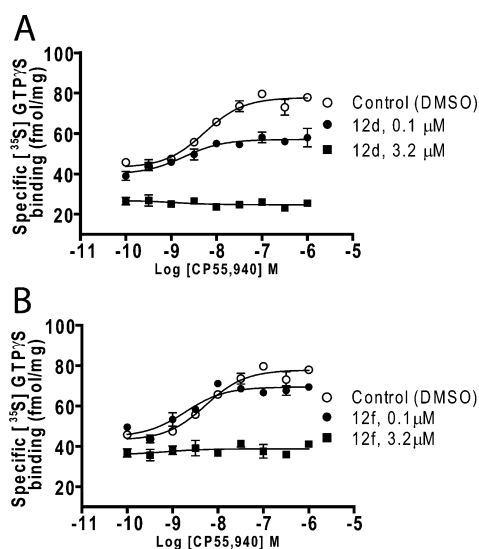 A
Specific [³⁵S] GTPγS
binding (fmol/mg)
100
80
60
40
20
-10 -9 -8 -7 -6 -5
Log [CP55,940] M
Control (DMSO)
12d, 0.1 μM
12d, 3.2 μM
B
Specific [³⁵S] GTPγS
binding (fmol/mg)
100
80
60
40
20
-10 -9 -8 -7 -6 -5
Log [CP55,940] M
Control (DMSO)
12f, 0.1μM
12f, 3.2μM